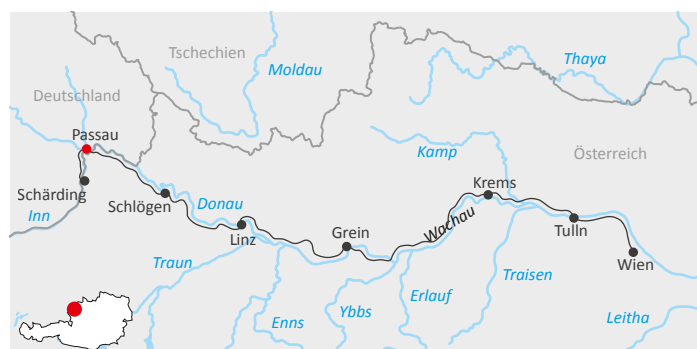 Tschechien
Moldau
Thaya
Deutschland
Passau
Kamp
Österreich
Schärding
Inn
Schlögen
Donau
Linz
Grein
Wachau
Krems
Tulln
Wien
Traun
Enns
Ybbs
Erlauf
Traisen
Leitha